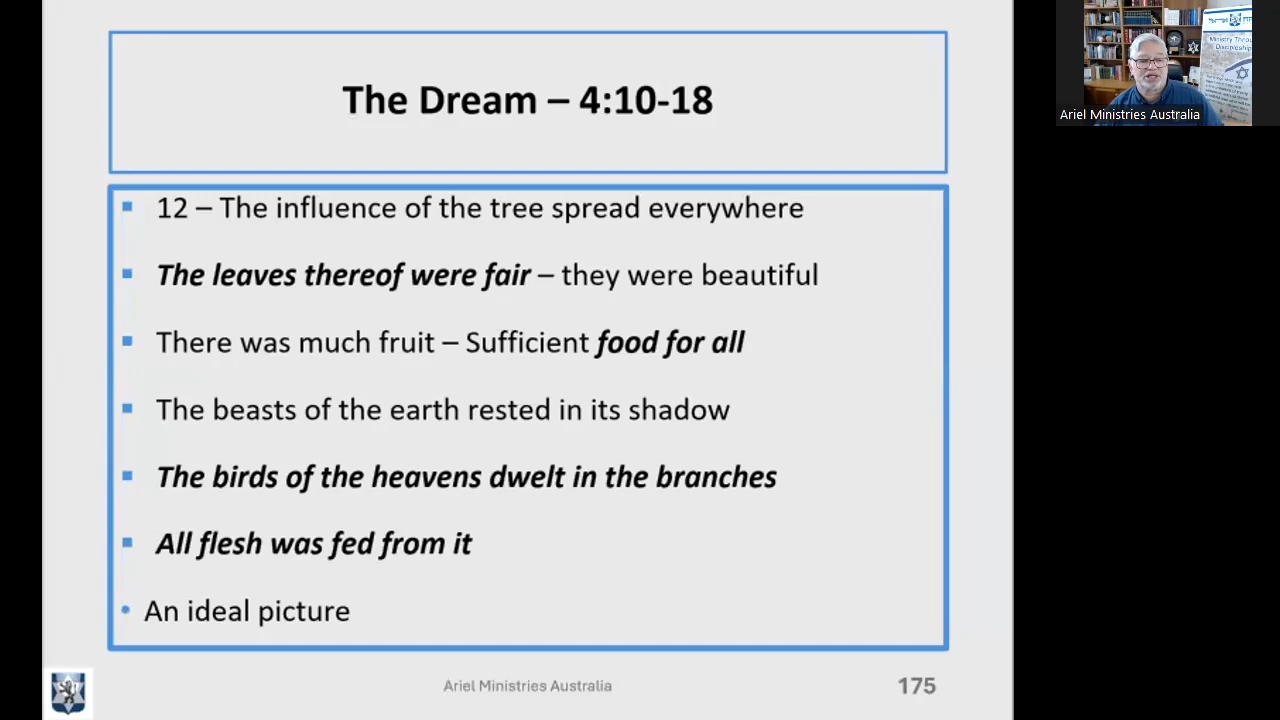 The Dream – 4:10-18
12 – The influence of the tree spread everywhere
The leaves thereof were fair – they were beautiful
There was much fruit – Sufficient food for all
The beasts of the earth rested in its shadow
The birds of the heavens dwelt in the branches
All flesh was fed from it
An ideal picture
Ariel Ministries Australia
175
Ministry Through
Discipleship
Ariel Ministries Australia